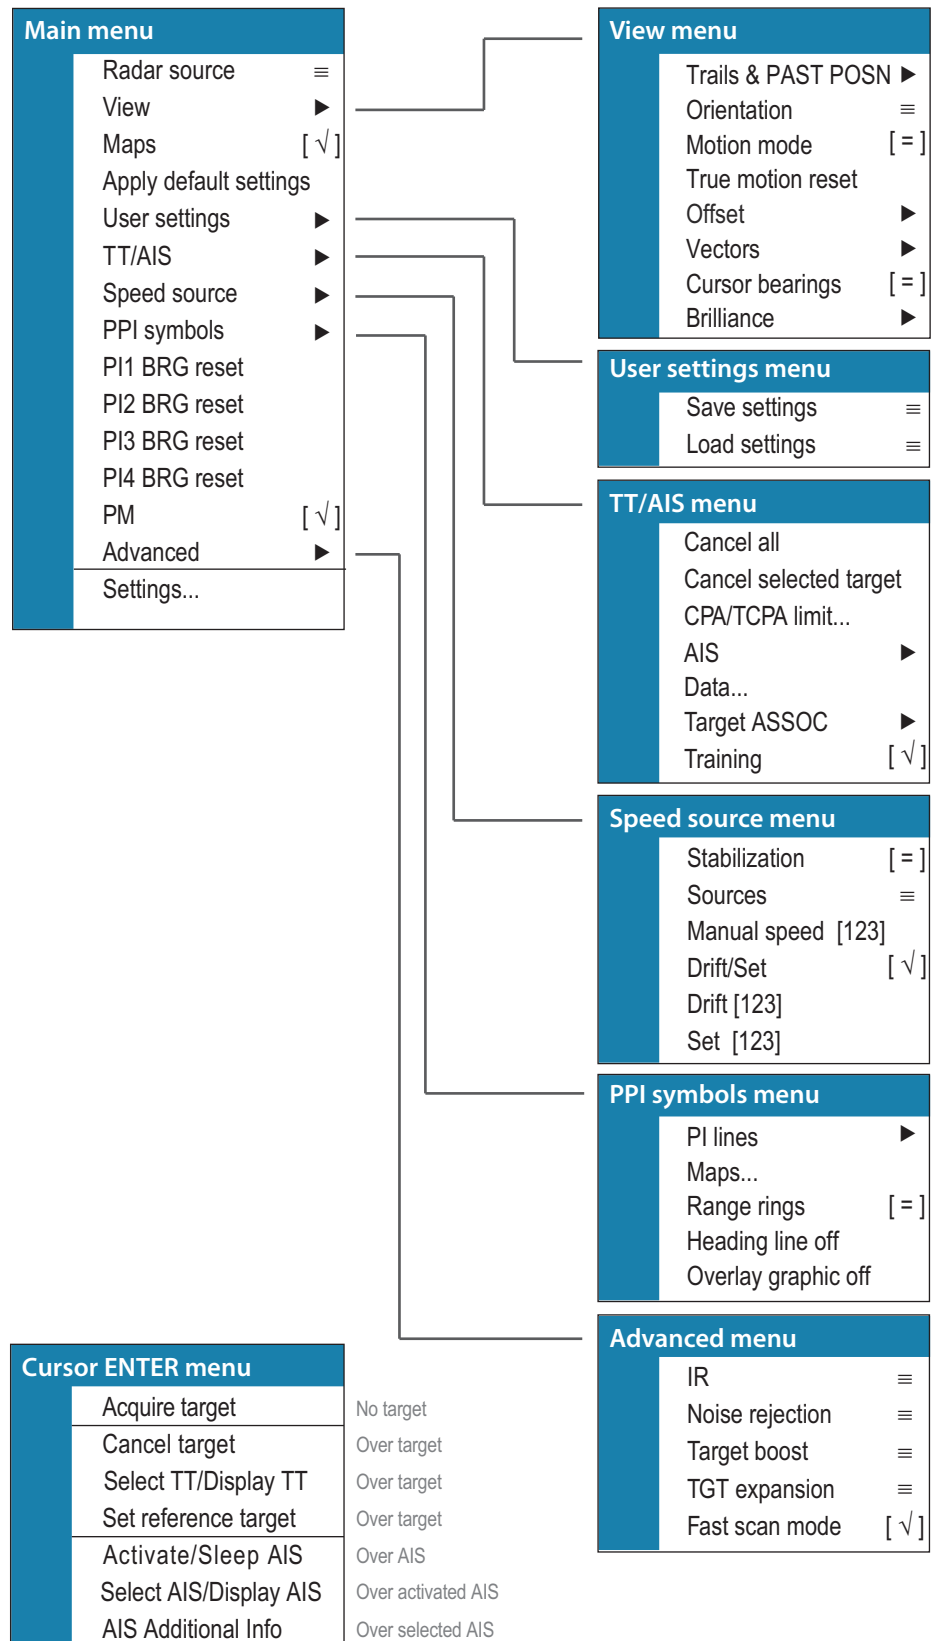 Main menu
Radar source ≡
View ▶
Maps [ √ ]
Apply default settings
User settings ▶
TT/AIS ▶
Speed source ▶
PPI symbols ▶
PI1 BRG reset
PI2 BRG reset
PI3 BRG reset
PI4 BRG reset
PM [ √ ]
Advanced ▶
Settings...
View menu
Trails & PAST POSN ▶
Orientation ≡
Motion mode [ = ]
True motion reset
Offset ▶
Vectors ▶
Cursor bearings [ = ]
Brilliance ▶
User settings menu
Save settings ≡
Load settings ≡
TT/AIS menu
Cancel all
Cancel selected target
CPA/TCPA limit...
AIS ▶
Data...
Target ASSOC ▶
Training [ √ ]
Speed source menu
Stabilization [ = ]
Sources ≡
Manual speed [123]
Drift/Set [ √ ]
Drift [123]
Set [123]
PPI symbols menu
PI lines ▶
Maps...
Range rings [ = ]
Heading line off
Overlay graphic off
Advanced menu
IR ≡
Noise rejection ≡
Target boost ≡
TGT expansion ≡
Fast scan mode [ √ ]
Cursor ENTER menu
Acquire target No target
Cancel target Over target
Select TT/Display TT Over target
Set reference target Over target
Activate/Sleep AIS Over AIS
Select AIS/Display AIS Over activated AIS
AIS Additional Info Over selected AIS